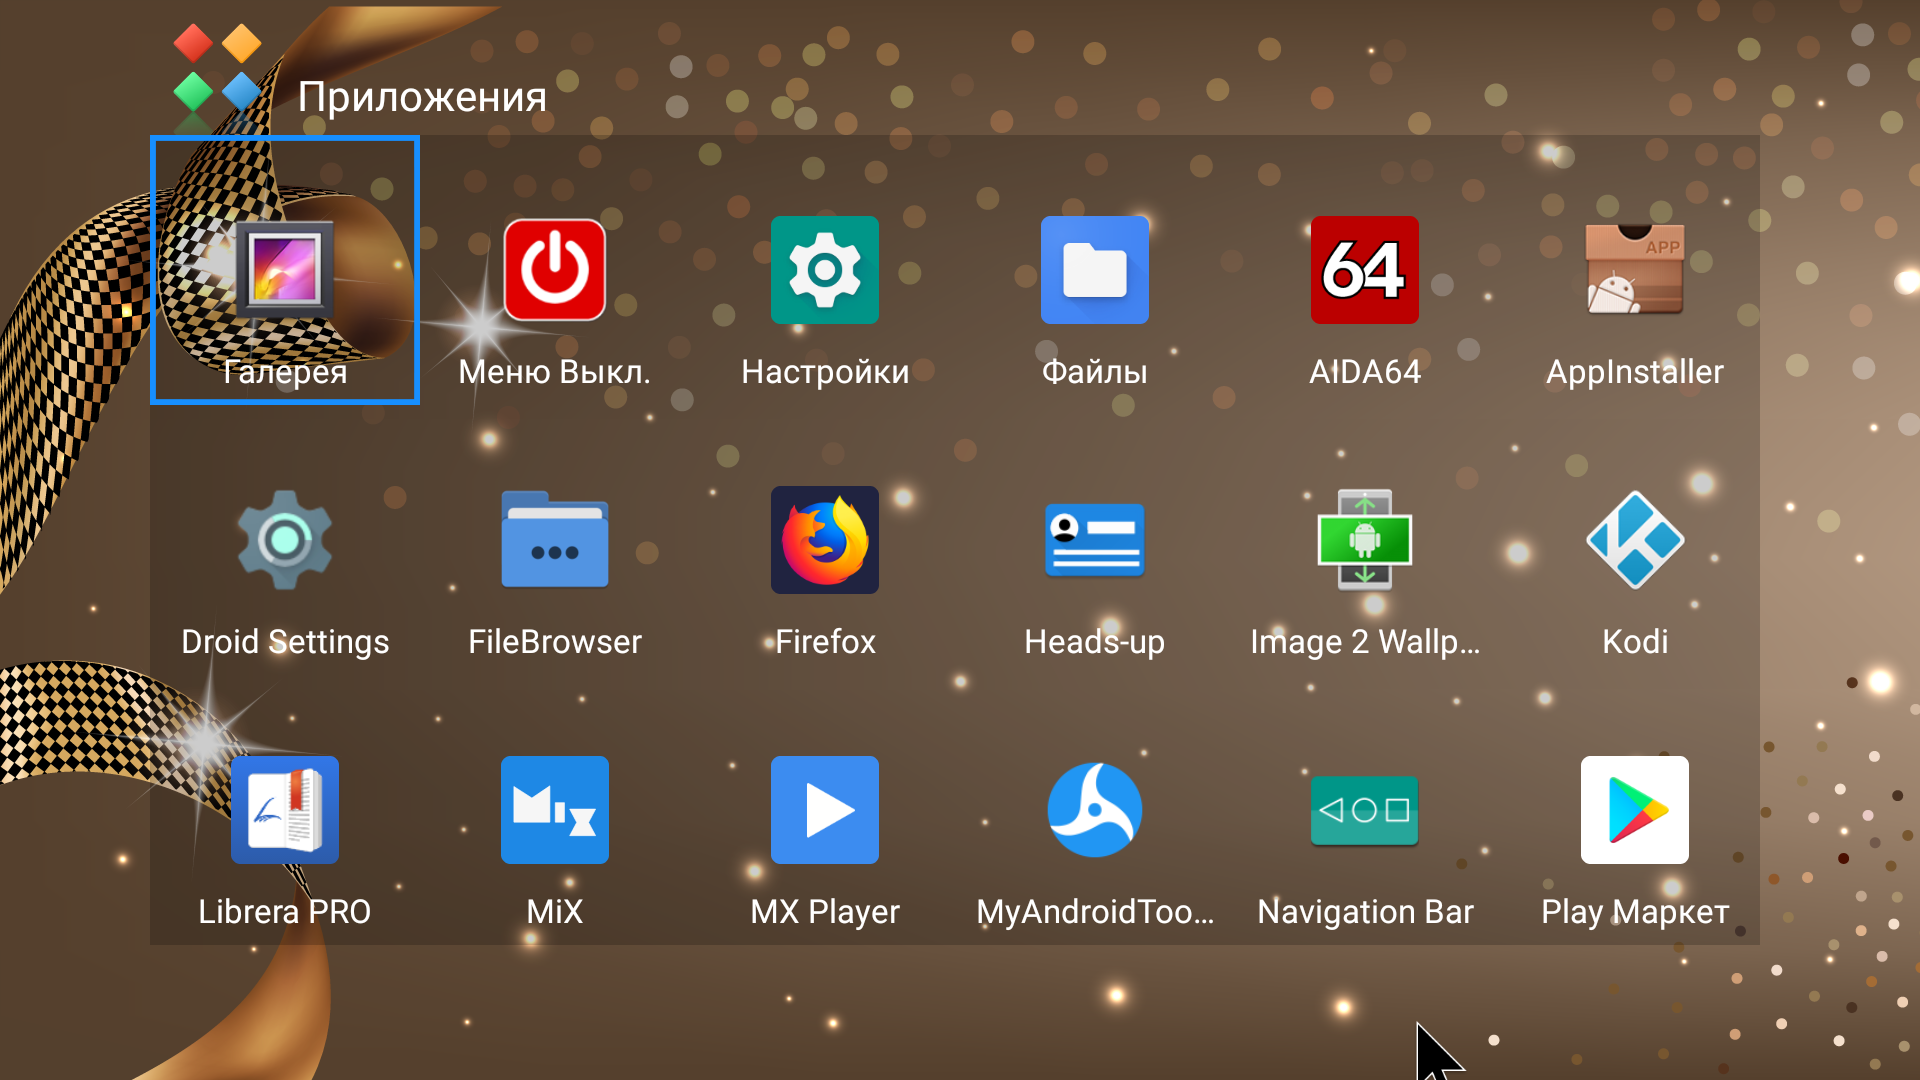 Приложения
Галерея
Меню Выкл.
Настройки
Файлы
64
AIDA64
APP
AppInstaller
Droid Settings
FileBrowser
Firefox
Heads-up
Image 2 Wallp...
Kodi
Librera PRO
MiX
MX Player
MyAndroidToo...
Navigation Bar
Play Маркет